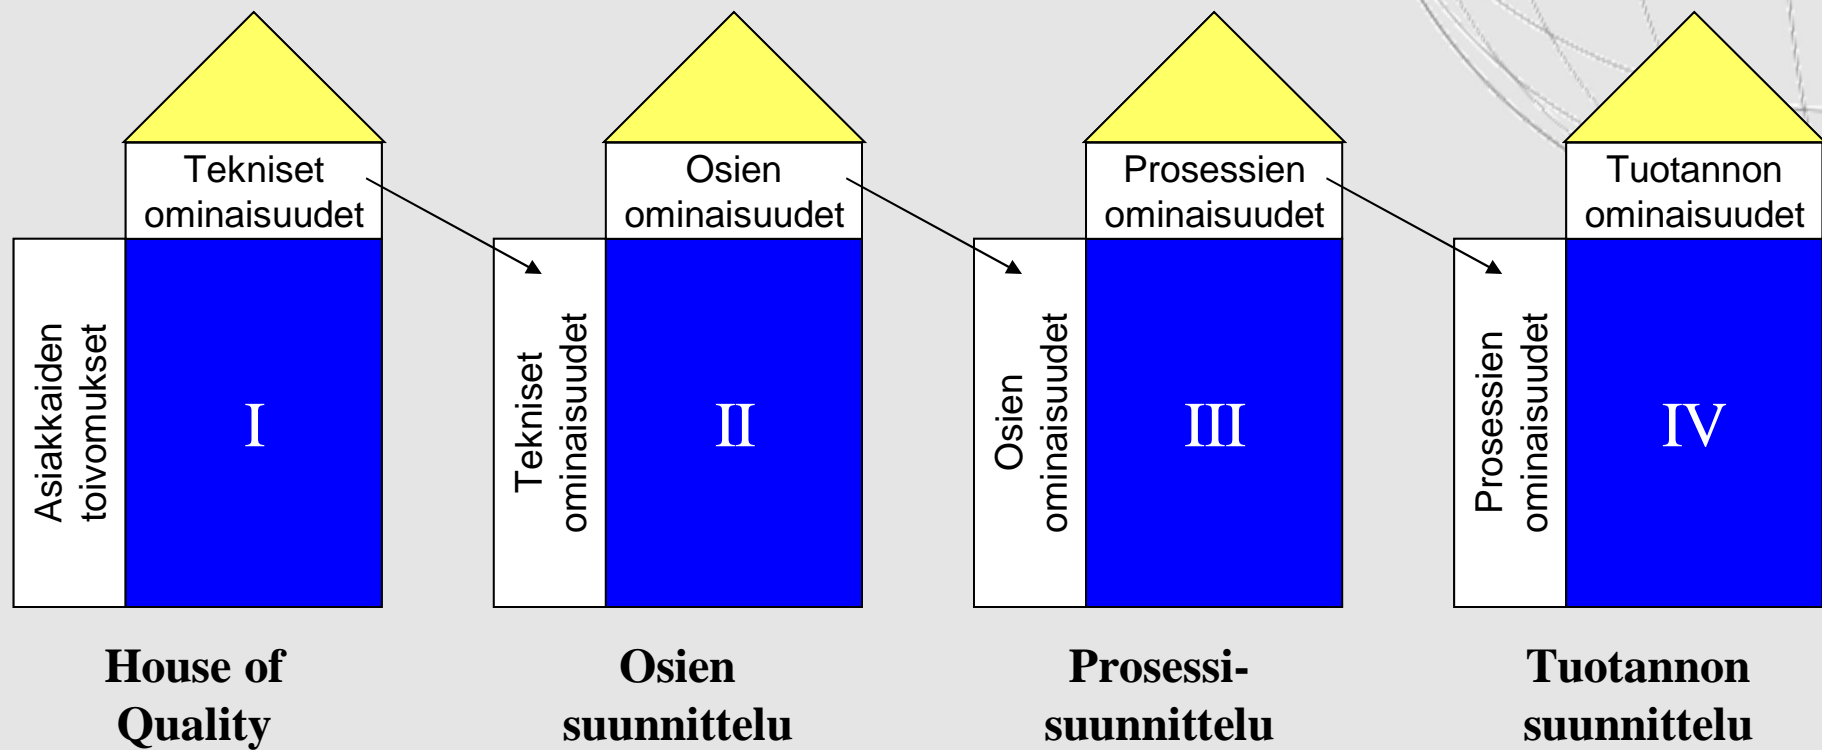 Tekniset
ominaisuudet
Asiakkaiden
toivomukset
I
House of
Quality
Osien
ominaisuudet
Tekniset
ominaisuudet
II
Osien
suunnittelu
Prosessien
ominaisuudet
Osien
ominaisuudet
III
Prosessi-
suunnittelu
Tuotannon
ominaisuudet
Prosessien
ominaisuudet
IV
Tuotannon
suunnittelu